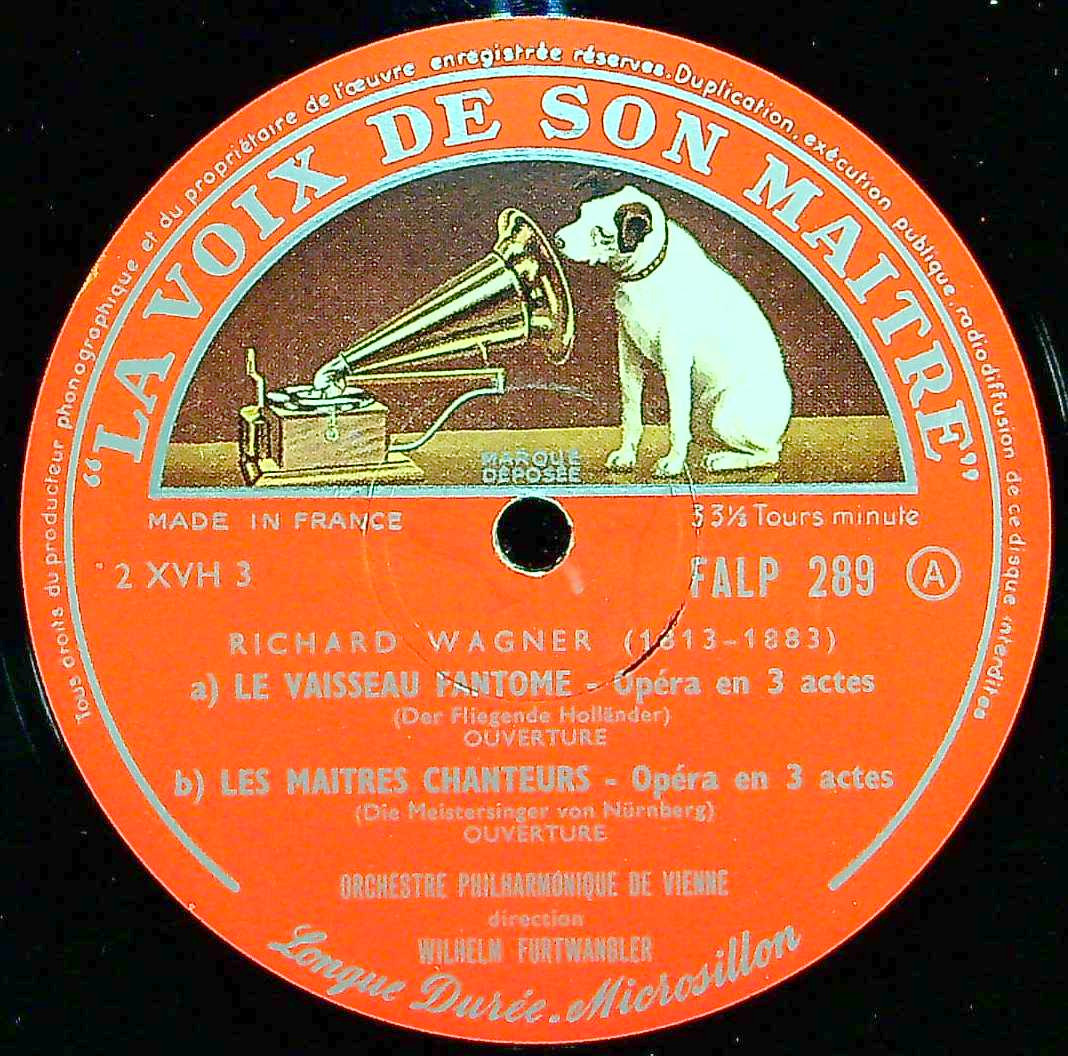 Tous droits du producteur phonographique et du propriétaire de l'œuvre enregistrée réservés. Duplication, exécution publique, radiodiffusion de ce disque interdites
"LA VOIX DE SON MAITRE"
MARQUE
DÉPOSÉE
MADE IN FRANCE
33⅓ Tours minute
2 XVH 3
FALP 289 A
RICHARD WAGNER (1813-1883)
a) LE VAISSEAU FANTOME - Opéra en 3 actes
(Der Fliegende Holländer)
OUVERTURE
b) LES MAITRES CHANTEURS - Opéra en 3 actes
(Die Meistersinger von Nürnberg)
OUVERTURE
ORCHESTRE PHILHARMONIQUE DE VIENNE
direction
WILHELM FURTWANGLER
Longue Durée - Microsillon